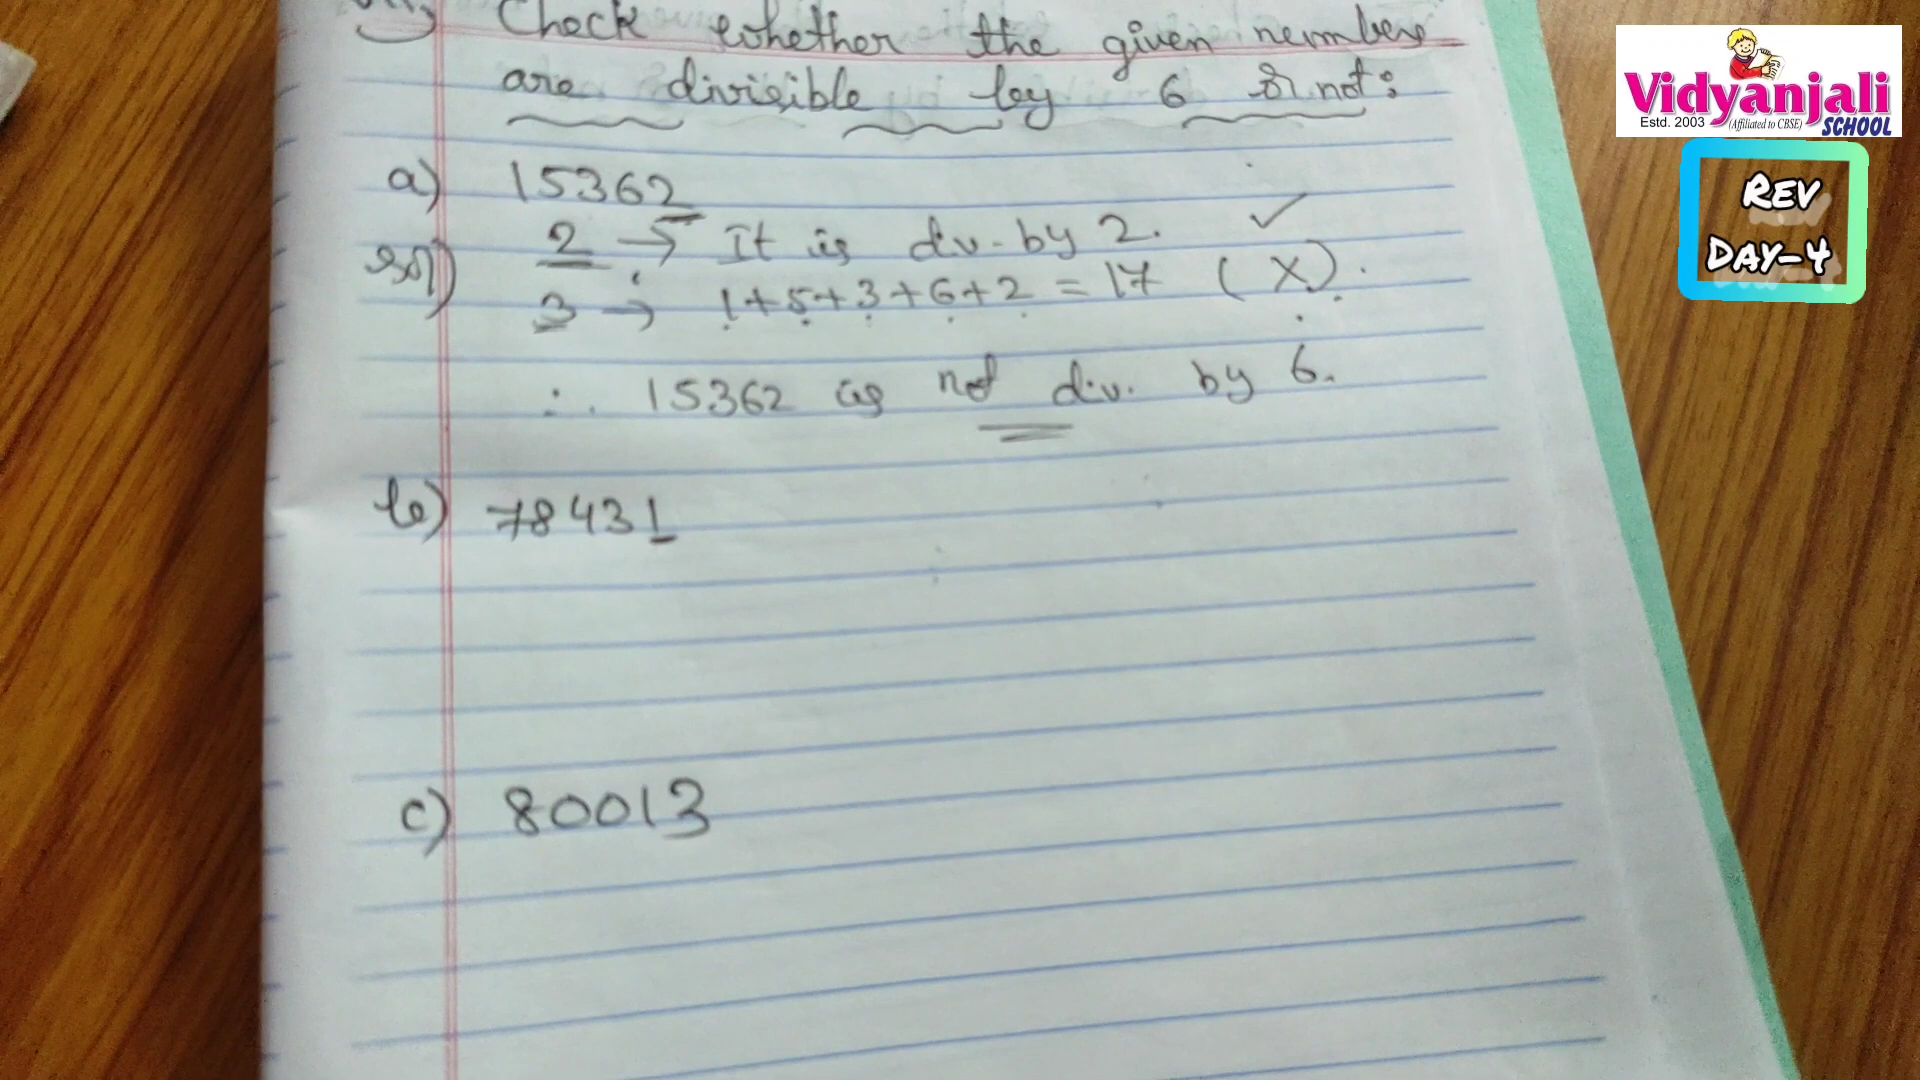 Check whether the given numbers
are divisible by 6 or not:
a) 15362
sol) 2 → It is div. by 2. ✓
3 → 1+5+3+6+2 = 17 (X).
∴ 15362 is not div. by 6.
b) 78431
c) 80013
Vidyanjali
Estd. 2003 (Affiliated to CBSE) SCHOOL
REV
DAY-4